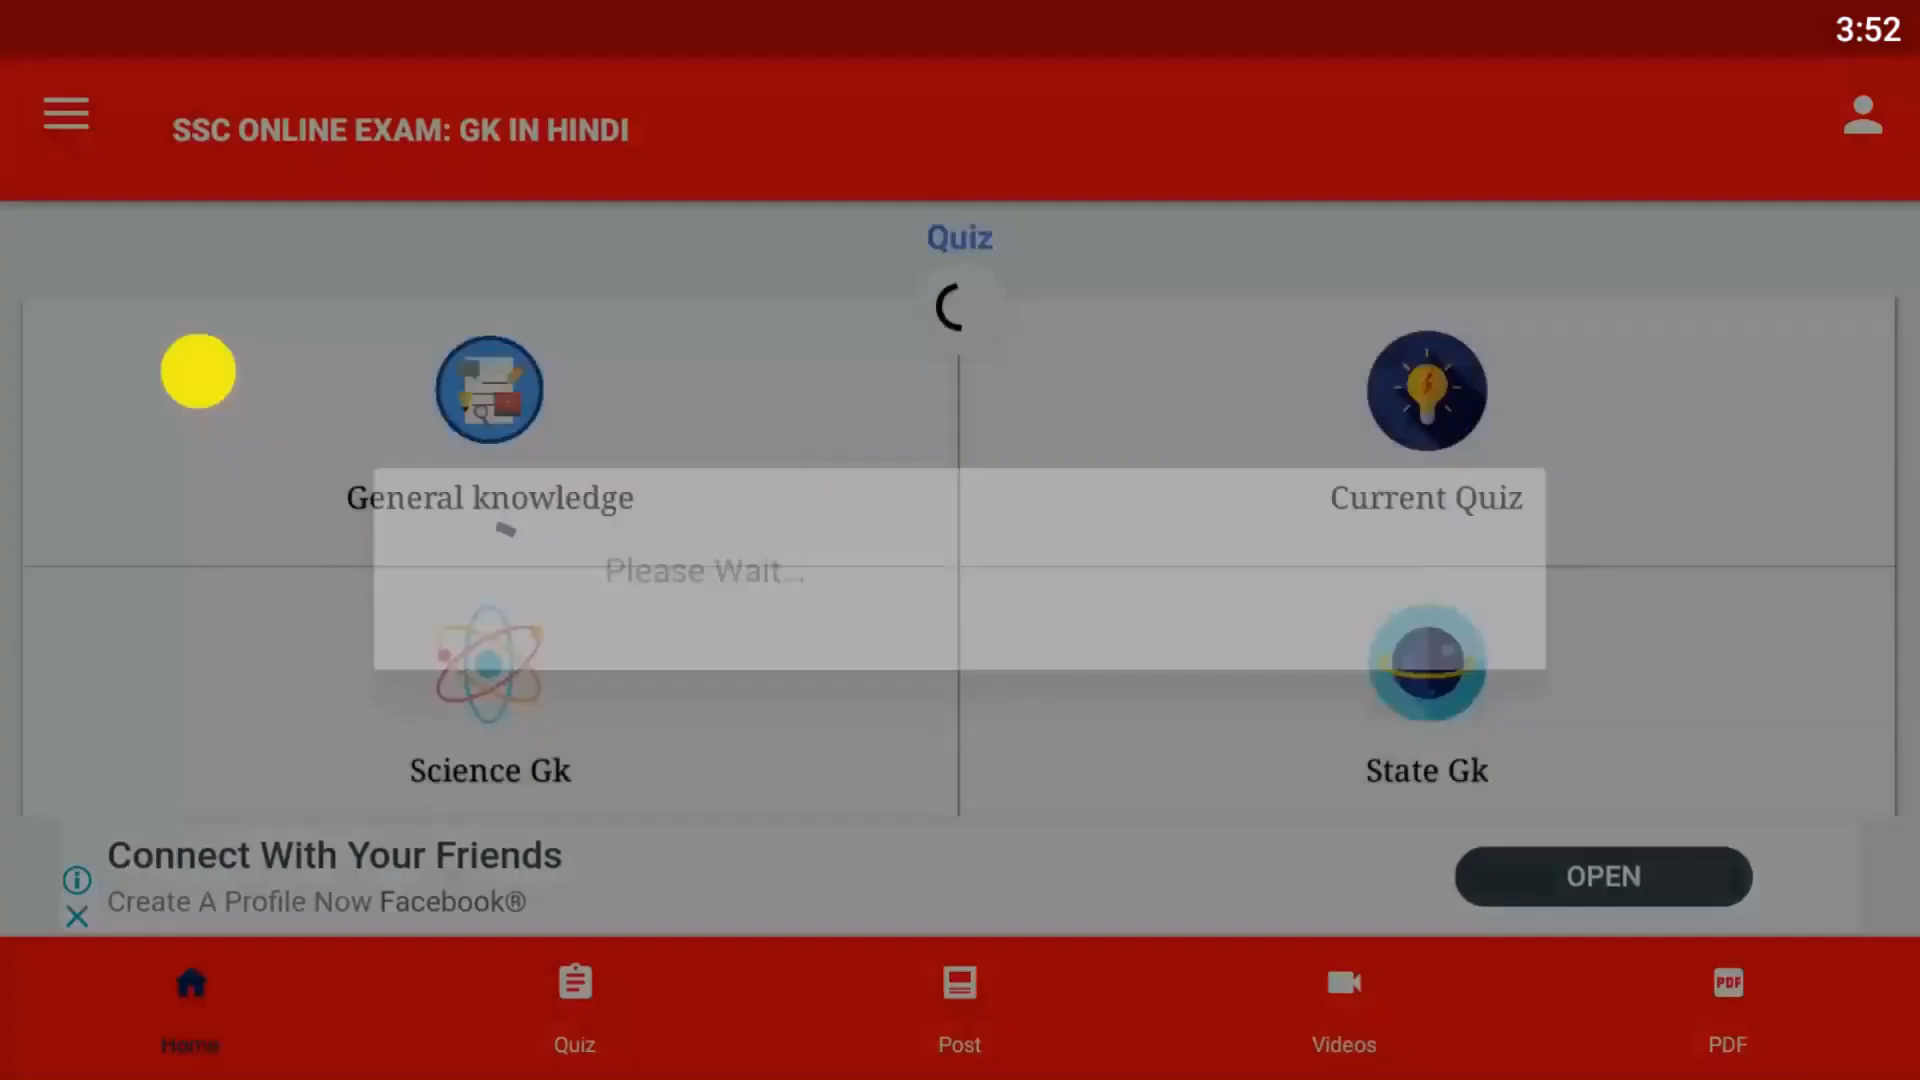 3:52
SSC ONLINE EXAM: GK IN HINDI
Quiz
General knowledge
Current Quiz
Please Wait...
Science Gk
State Gk
Connect With Your Friends
Create A Profile Now Facebook®
OPEN
Home
Quiz
Post
Videos
PDF
PDF